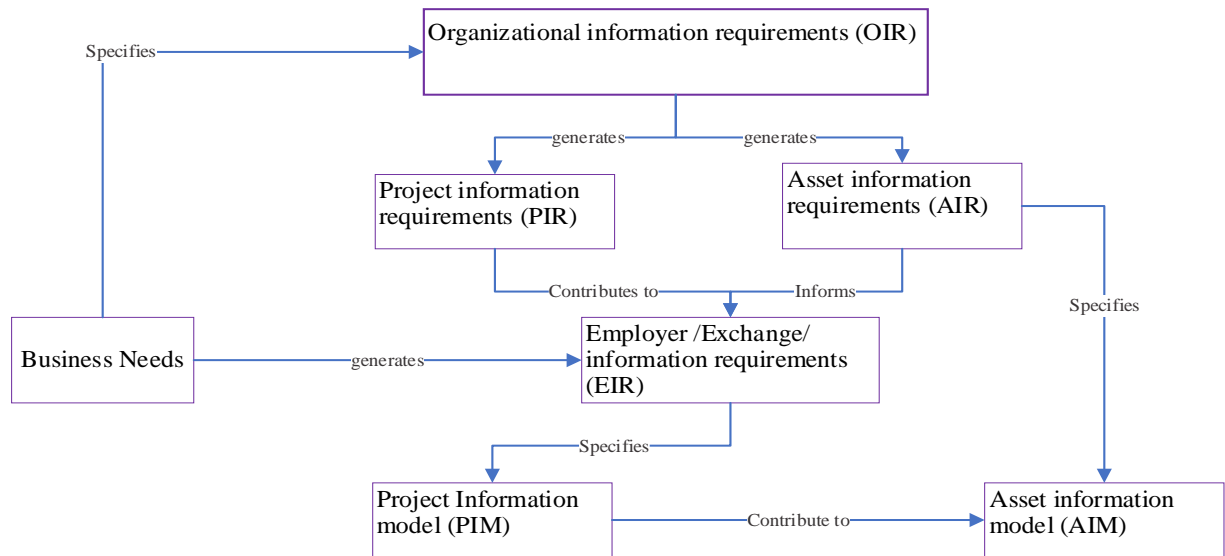 Organizational information requirements (OIR)
Specifies
generates
generates
Project information
requirements (PIR)
Asset information
requirements (AIR)
Contributes to
Informs
Specifies
Business Needs
generates
Employer /Exchange/
information requirements
(EIR)
Specifies
Project Information
model (PIM)
Contribute to
Asset information
model (AIM)